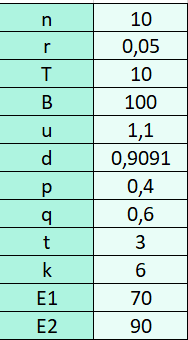 n 10
r 0,05
T 10
B 100
u 1,1
d 0,9091
p 0,4
q 0,6
t 3
k 6
E1 70
E2 90